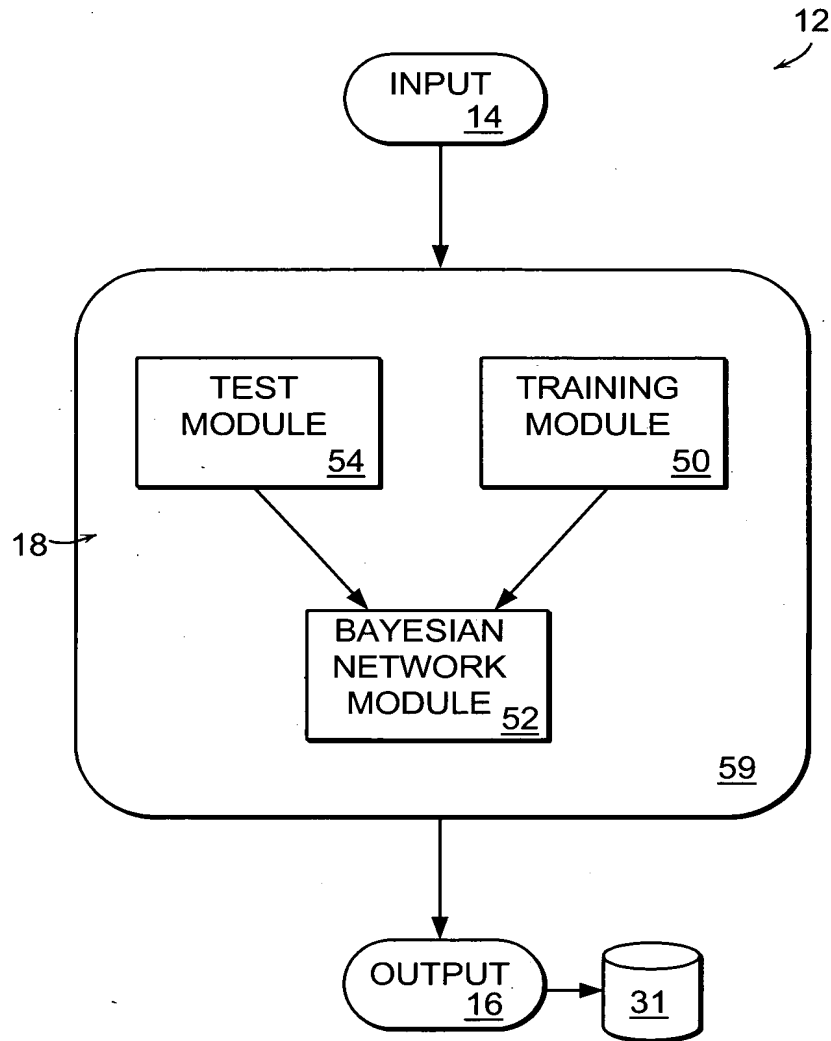 12
INPUT
14
TEST
MODULE
54
TRAINING
MODULE
50
18
BAYESIAN
NETWORK
MODULE
52
59
OUTPUT
16
31